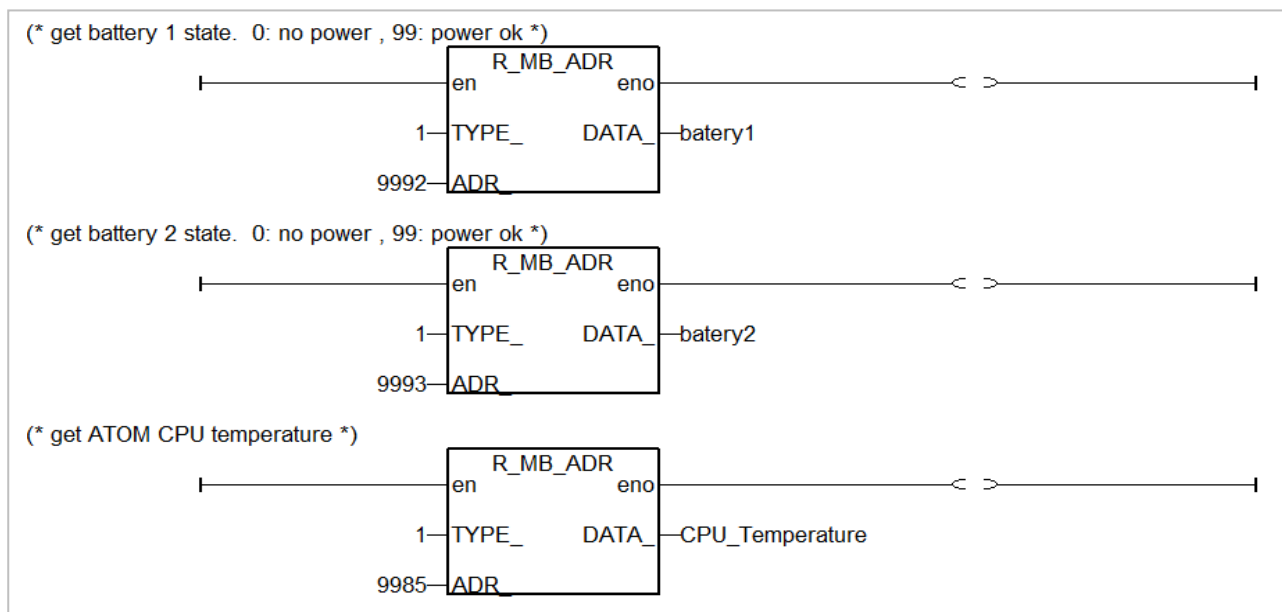 (* get battery 1 state.  0: no power , 99: power ok *)
R_MB_ADR
en eno
1 TYPE_ DATA_ batery1
9992 ADR_
(* get battery 2 state.  0: no power , 99: power ok *)
R_MB_ADR
en eno
1 TYPE_ DATA_ batery2
9993 ADR_
(* get ATOM CPU temperature *)
R_MB_ADR
en eno
1 TYPE_ DATA_ CPU_Temperature
9985 ADR_